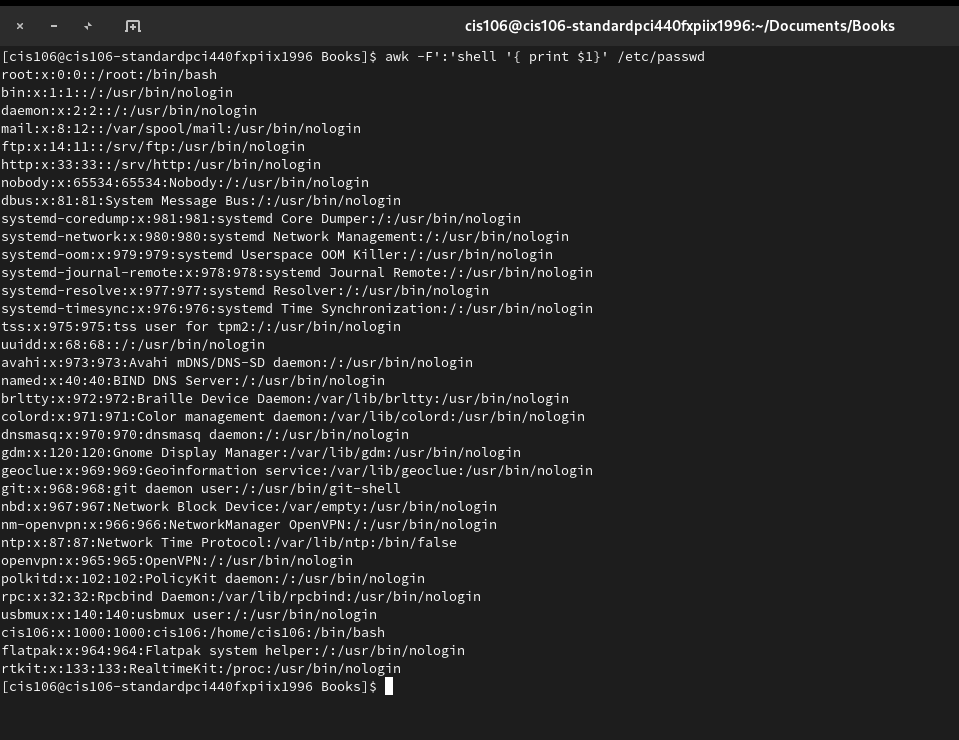 cis106@cis106-standardpci440fxpiix1996:~/Documents/Books
[cis106@cis106-standardpci440fxpiix1996 Books]$ awk -F':'shell '{ print $1}' /etc/passwd
root:x:0:0::/root:/bin/bash
bin:x:1:1::/:/usr/bin/nologin
daemon:x:2:2::/:/usr/bin/nologin
mail:x:8:12::/var/spool/mail:/usr/bin/nologin
ftp:x:14:11::/srv/ftp:/usr/bin/nologin
http:x:33:33::/srv/http:/usr/bin/nologin
nobody:x:65534:65534:Nobody:/:/usr/bin/nologin
dbus:x:81:81:System Message Bus:/:/usr/bin/nologin
systemd-coredump:x:981:981:systemd Core Dumper:/:/usr/bin/nologin
systemd-network:x:980:980:systemd Network Management:/:/usr/bin/nologin
systemd-oom:x:979:979:systemd Userspace OOM Killer:/:/usr/bin/nologin
systemd-journal-remote:x:978:978:systemd Journal Remote:/:/usr/bin/nologin
systemd-resolve:x:977:977:systemd Resolver:/:/usr/bin/nologin
systemd-timesync:x:976:976:systemd Time Synchronization:/:/usr/bin/nologin
tss:x:975:975:tss user for tpm2:/:/usr/bin/nologin
uuidd:x:68:68::/:/usr/bin/nologin
avahi:x:973:973:Avahi mDNS/DNS-SD daemon:/:/usr/bin/nologin
named:x:40:40:BIND DNS Server:/:/usr/bin/nologin
brltty:x:972:972:Braille Device Daemon:/var/lib/brltty:/usr/bin/nologin
colord:x:971:971:Color management daemon:/var/lib/colord:/usr/bin/nologin
dnsmasq:x:970:970:dnsmasq daemon:/:/usr/bin/nologin
gdm:x:120:120:Gnome Display Manager:/var/lib/gdm:/usr/bin/nologin
geoclue:x:969:969:Geoinformation service:/var/lib/geoclue:/usr/bin/nologin
git:x:968:968:git daemon user:/:/usr/bin/git-shell
nbd:x:967:967:Network Block Device:/var/empty:/usr/bin/nologin
nm-openvpn:x:966:966:NetworkManager OpenVPN:/:/usr/bin/nologin
ntp:x:87:87:Network Time Protocol:/var/lib/ntp:/bin/false
openvpn:x:965:965:OpenVPN:/:/usr/bin/nologin
polkitd:x:102:102:PolicyKit daemon:/:/usr/bin/nologin
rpc:x:32:32:Rpcbind Daemon:/var/lib/rpcbind:/usr/bin/nologin
usbmux:x:140:140:usbmux user:/:/usr/bin/nologin
cis106:x:1000:1000:cis106:/home/cis106:/bin/bash
flatpak:x:964:964:Flatpak system helper:/:/usr/bin/nologin
rtkit:x:133:133:RealtimeKit:/proc:/usr/bin/nologin
[cis106@cis106-standardpci440fxpiix1996 Books]$